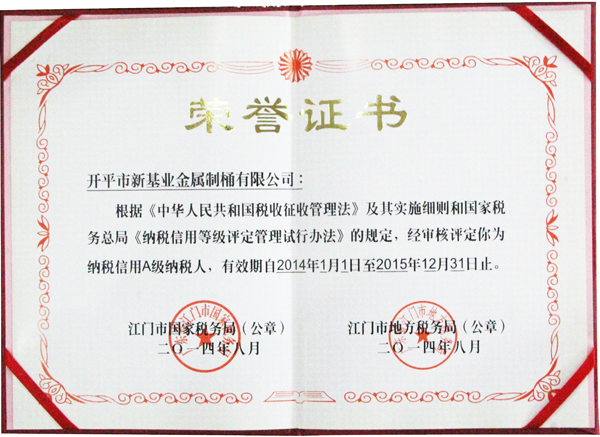 荣誉证书
开平市新基业金属制桶有限公司：
根据《中华人民共和国税收征收管理法》及其实施细则和国家税
务总局《纳税信用等级评定管理试行办法》的规定，经审核评定你为
纳税信用A级纳税人，有效期自2014年1月1日至2015年12月31日止。
江门市国家税务局（公章）
二〇一四年八月
江门市地方税务局（公章）
二〇一四年八月